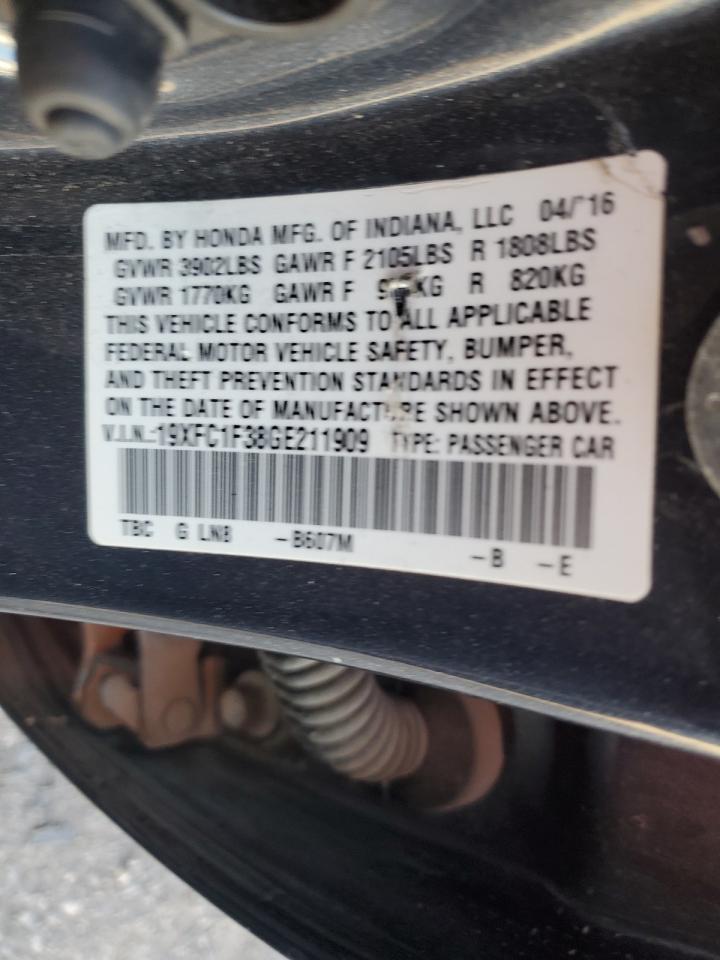 MFD. BY HONDA MFG. OF INDIANA, LLC 04/16
GVWR 3902LBS GAWR F 2105LBS R 1808LBS
GVWR 1770KG GAWR F R 820KG
THIS VEHICLE CONFORMS TO ALL APPLICABLE
FEDERAL MOTOR VEHICLE SAFETY, BUMPER,
AND THEFT PREVENTION STANDARDS IN EFFECT
ON THE DATE OF MANUFACTURE SHOWN ABOVE.
V.I.N.:19XFC1F38GE211909 TYPE: PASSENGER CAR
TBC G LN8 -B607M -B -E